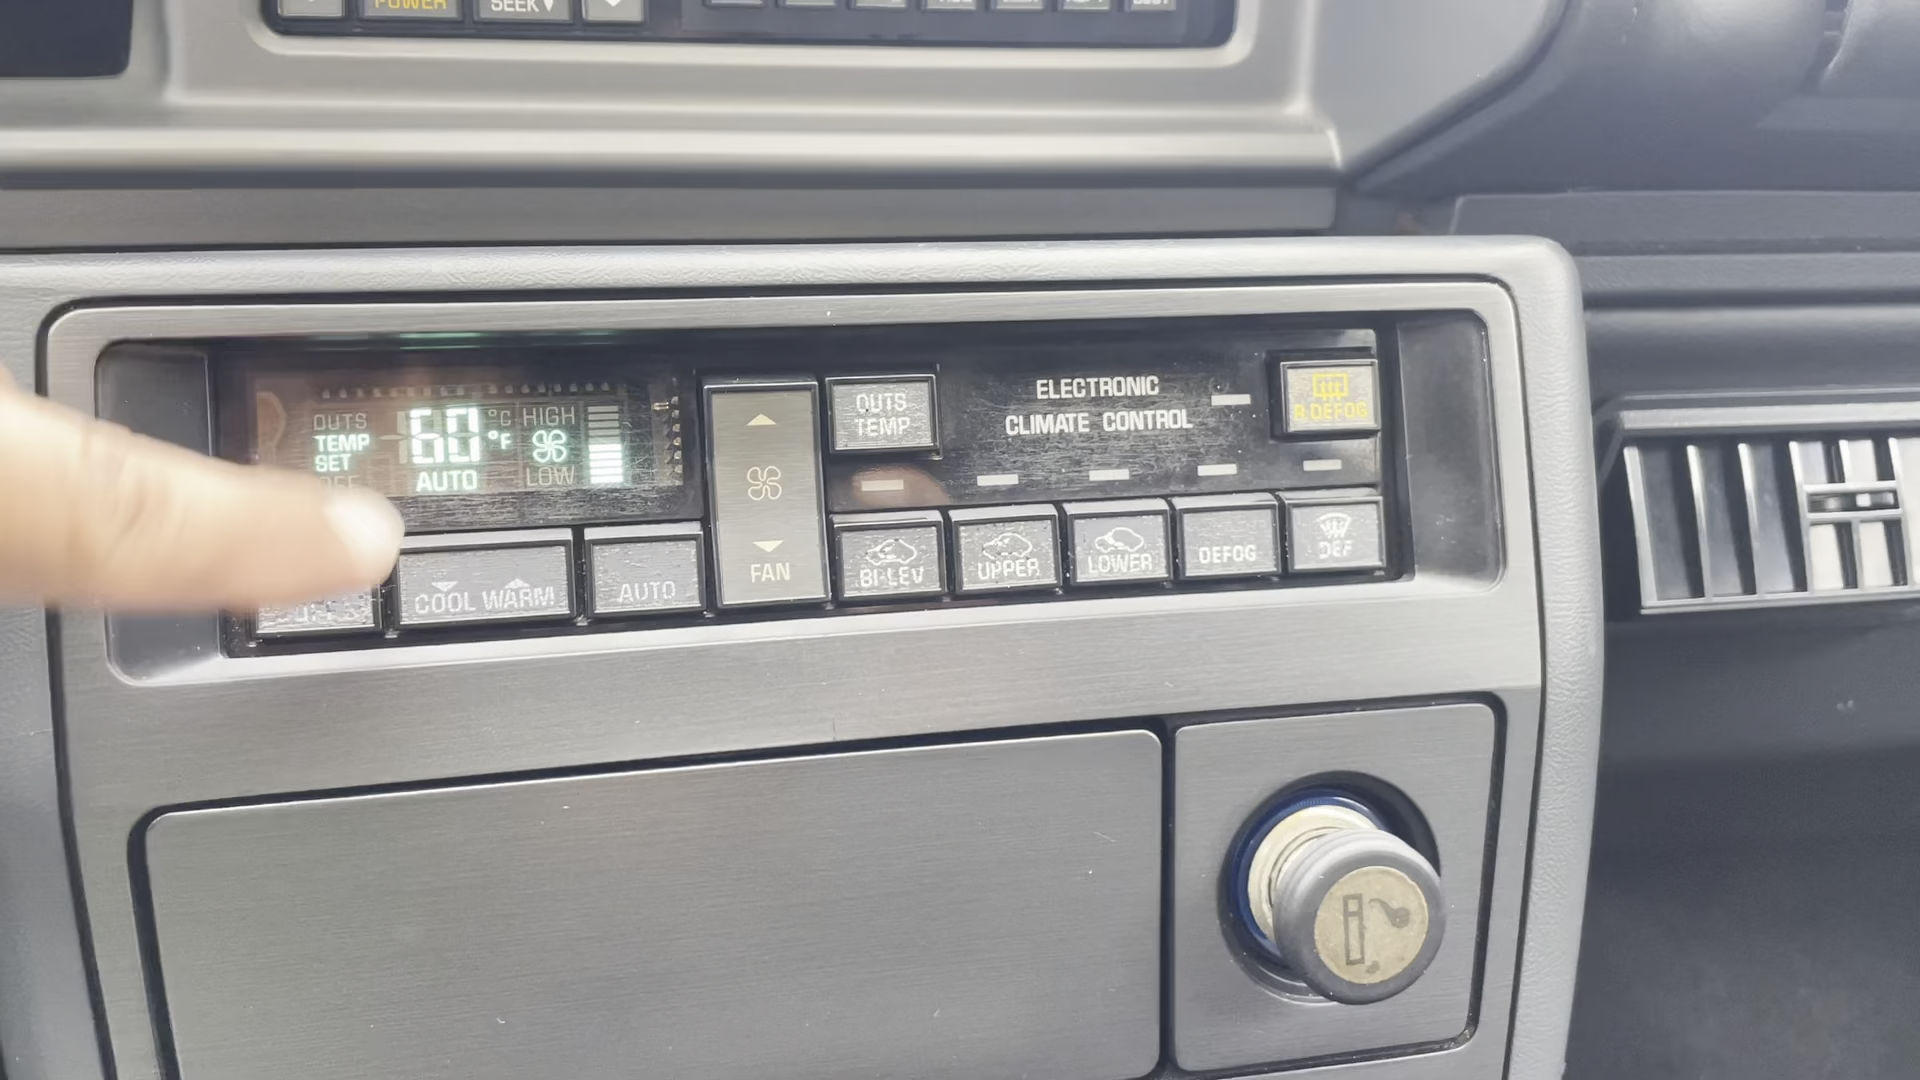 POWER
SEEK
OUTS
TEMP
SET
60
°C
°F
AUTO
HIGH
LOW
OUTS
TEMP
ELECTRONIC
CLIMATE CONTROL
R.DEFOG
COOL WARM
AUTO
FAN
BI-LEV
UPPER
LOWER
DEFOG
DEF